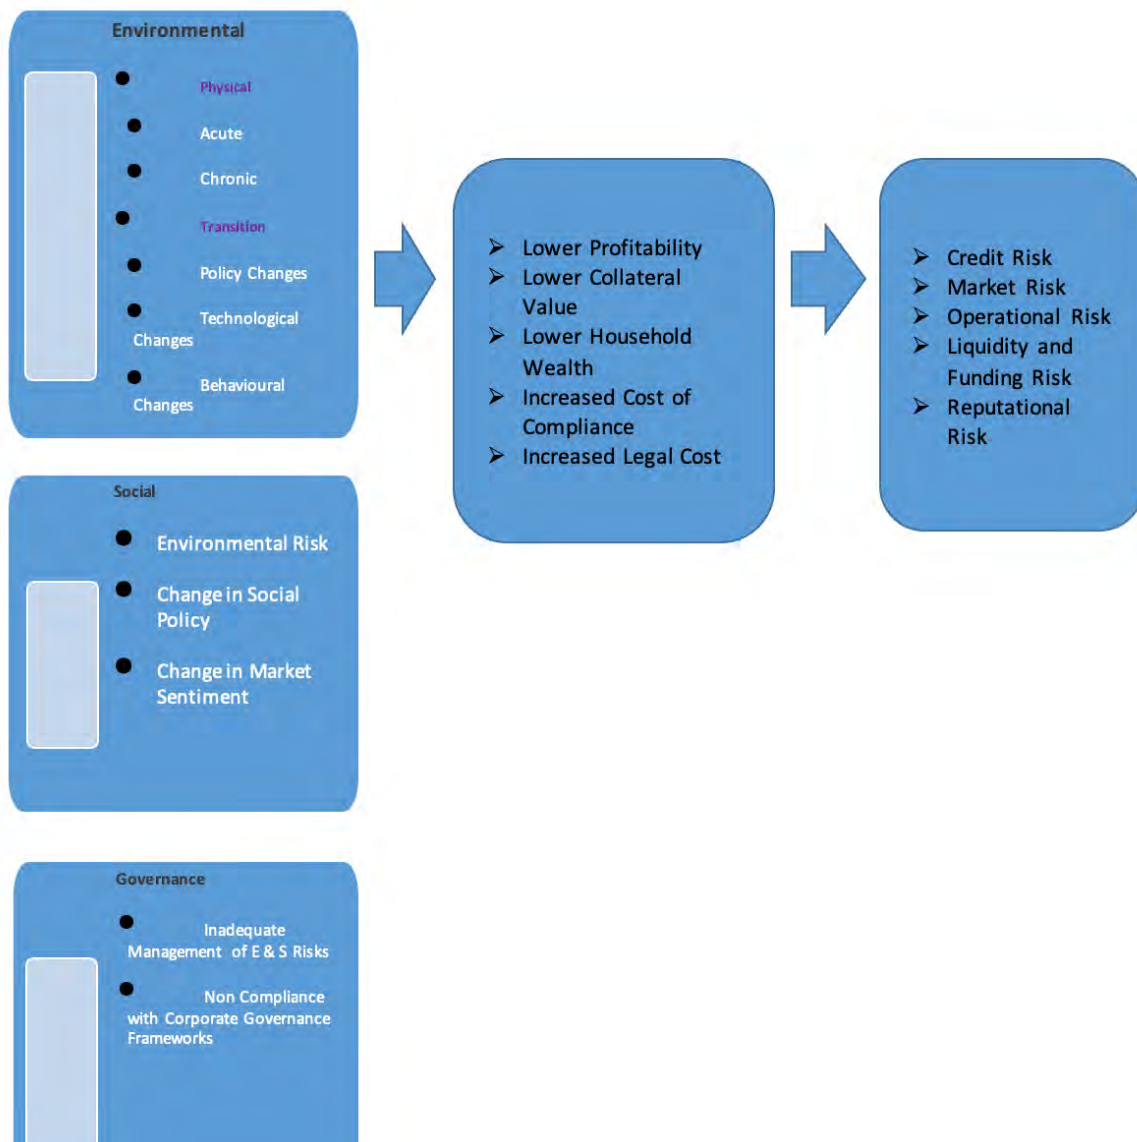 Environmental
Physical
Acute
Chronic
Transition
Policy Changes
Technological
Changes
Behavioural
Changes
Social
Environmental Risk
Change in Social
Policy
Change in Market
Sentiment
Governance
Inadequate
Management of E & S Risks
Non Compliance
with Corporate Governance
Frameworks
➢ Lower Profitability
➢ Lower Collateral
Value
➢ Lower Household
Wealth
➢ Increased Cost of
Compliance
➢ Increased Legal Cost
➢ Credit Risk
➢ Market Risk
➢ Operational Risk
➢ Liquidity and
Funding Risk
➢ Reputational
Risk